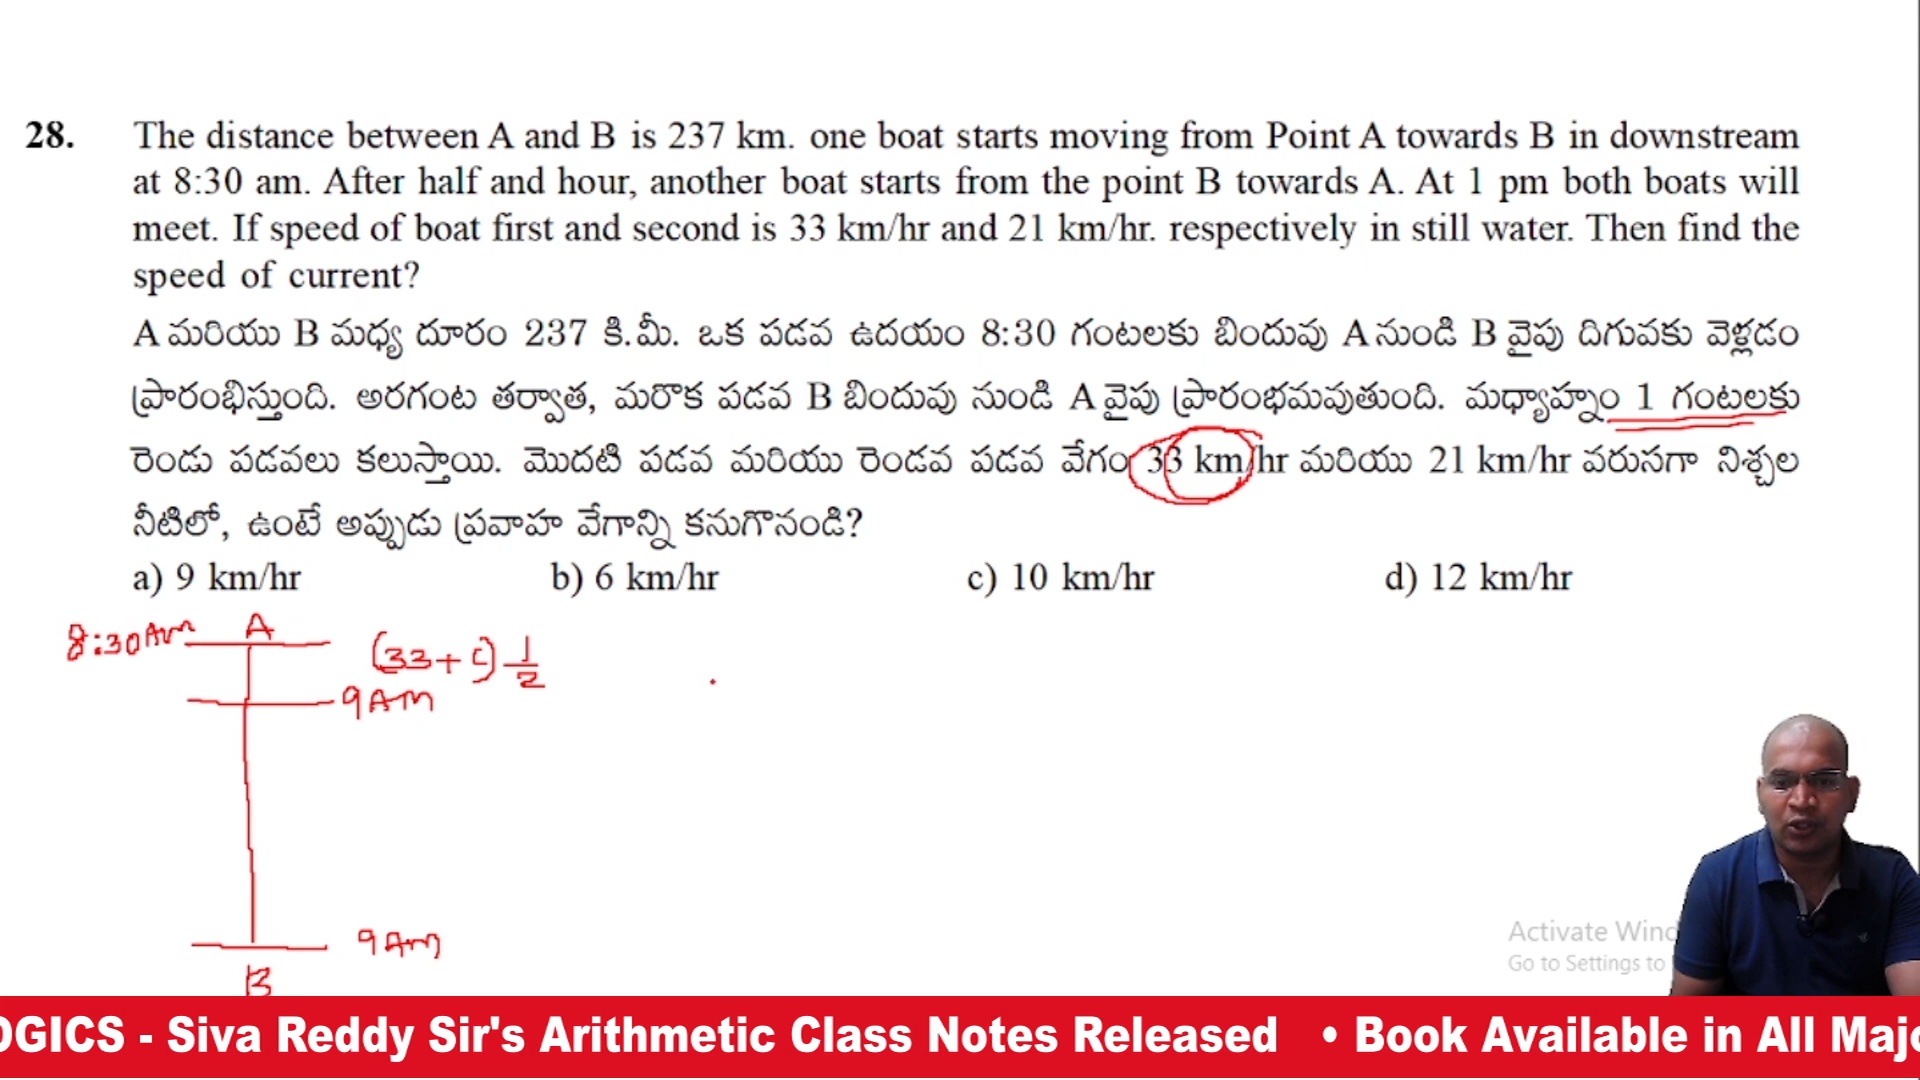 28. The distance between A and B is 237 km. one boat starts moving from Point A towards B in downstream
at 8:30 am. After half and hour, another boat starts from the point B towards A. At 1 pm both boats will
meet. If speed of boat first and second is 33 km/hr and 21 km/hr. respectively in still water. Then find the
speed of current?
A మరియు B మధ్య దూరం 237 కి.మీ. ఒక పడవ ఉదయం 8:30 గంటలకు బిందువు A నుండి B వైపు దిగువకు వెళ్లడం
ప్రారంభిస్తుంది. అరగంట తర్వాత, మరొక పడవ B బిందువు నుండి A వైపు ప్రారంభమవుతుంది. మధ్యాహ్నం 1 గంటలకు
రెండు పడవలు కలుస్తాయి. మొదటి పడవ మరియు రెండవ పడవ వేగం 33 km/hr మరియు 21 km/hr వరుసగా నిశ్చల
నీటిలో, ఉంటే అప్పుడు ప్రవాహ వేగాన్ని కనుగొనండి?
a) 9 km/hr b) 6 km/hr c) 10 km/hr d) 12 km/hr
8:30 AM A (33+C) 1/2
9 AM
9 AM
B
Activate Wind
Go to Settings to
OGICS - Siva Reddy Sir's Arithmetic Class Notes Released • Book Available in All Majo